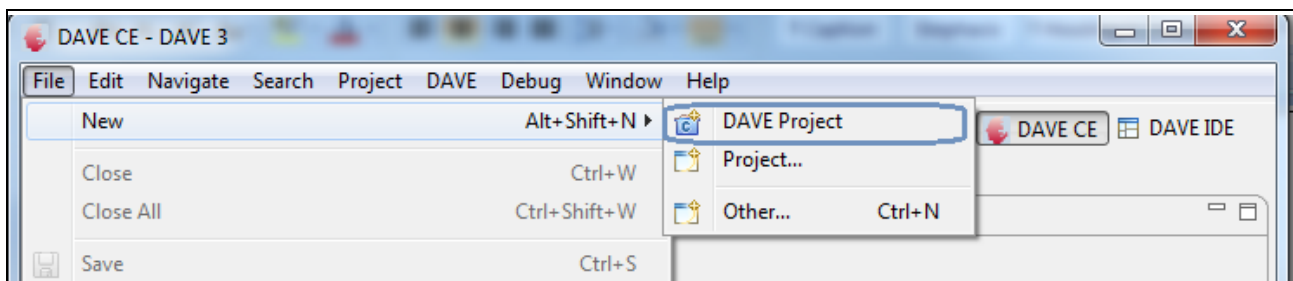 DAVE CE - DAVE 3
File Edit Navigate Search Project DAVE Debug Window Help
New Alt+Shift+N
DAVE Project
DAVE CE DAVE IDE
Project...
Close Ctrl+W
Close All Ctrl+Shift+W
Other... Ctrl+N
Save Ctrl+S